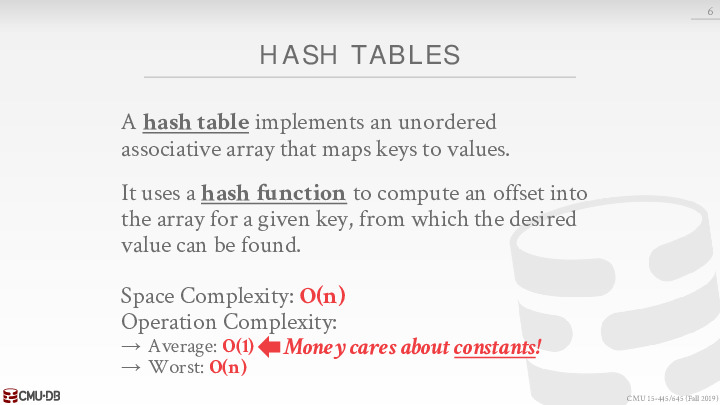 6
HASH TABLES
A hash table implements an unordered
associative array that maps keys to values.
It uses a hash function to compute an offset into
the array for a given key, from which the desired
value can be found.
Space Complexity: O(n)
Operation Complexity:
→ Average: O(1) Money cares about constants!
→ Worst: O(n)
CMU·DB
CMU 15-445/645 (Fall 2019)